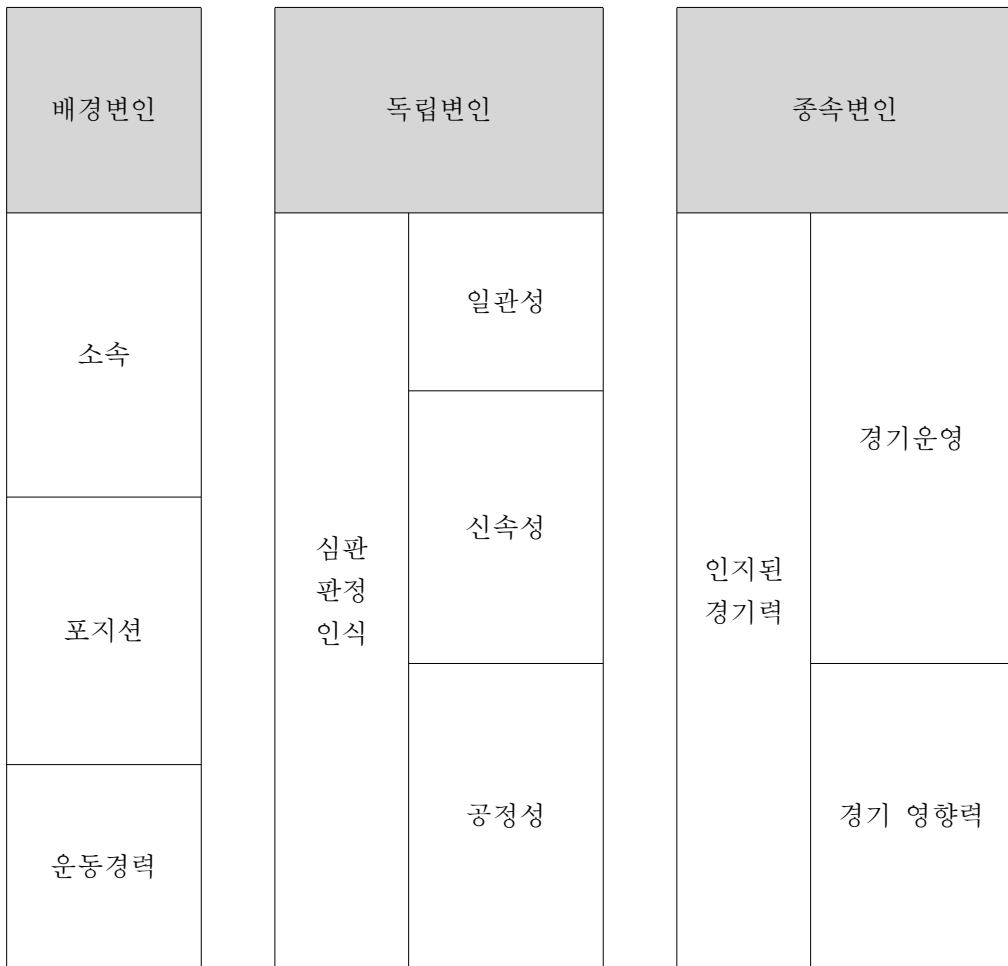 배경변인
독립변인
종속변인
소속
포지션
운동경력
심판
판정
인식
일관성
신속성
공정성
인지된
경기력
경기운영
경기 영향력